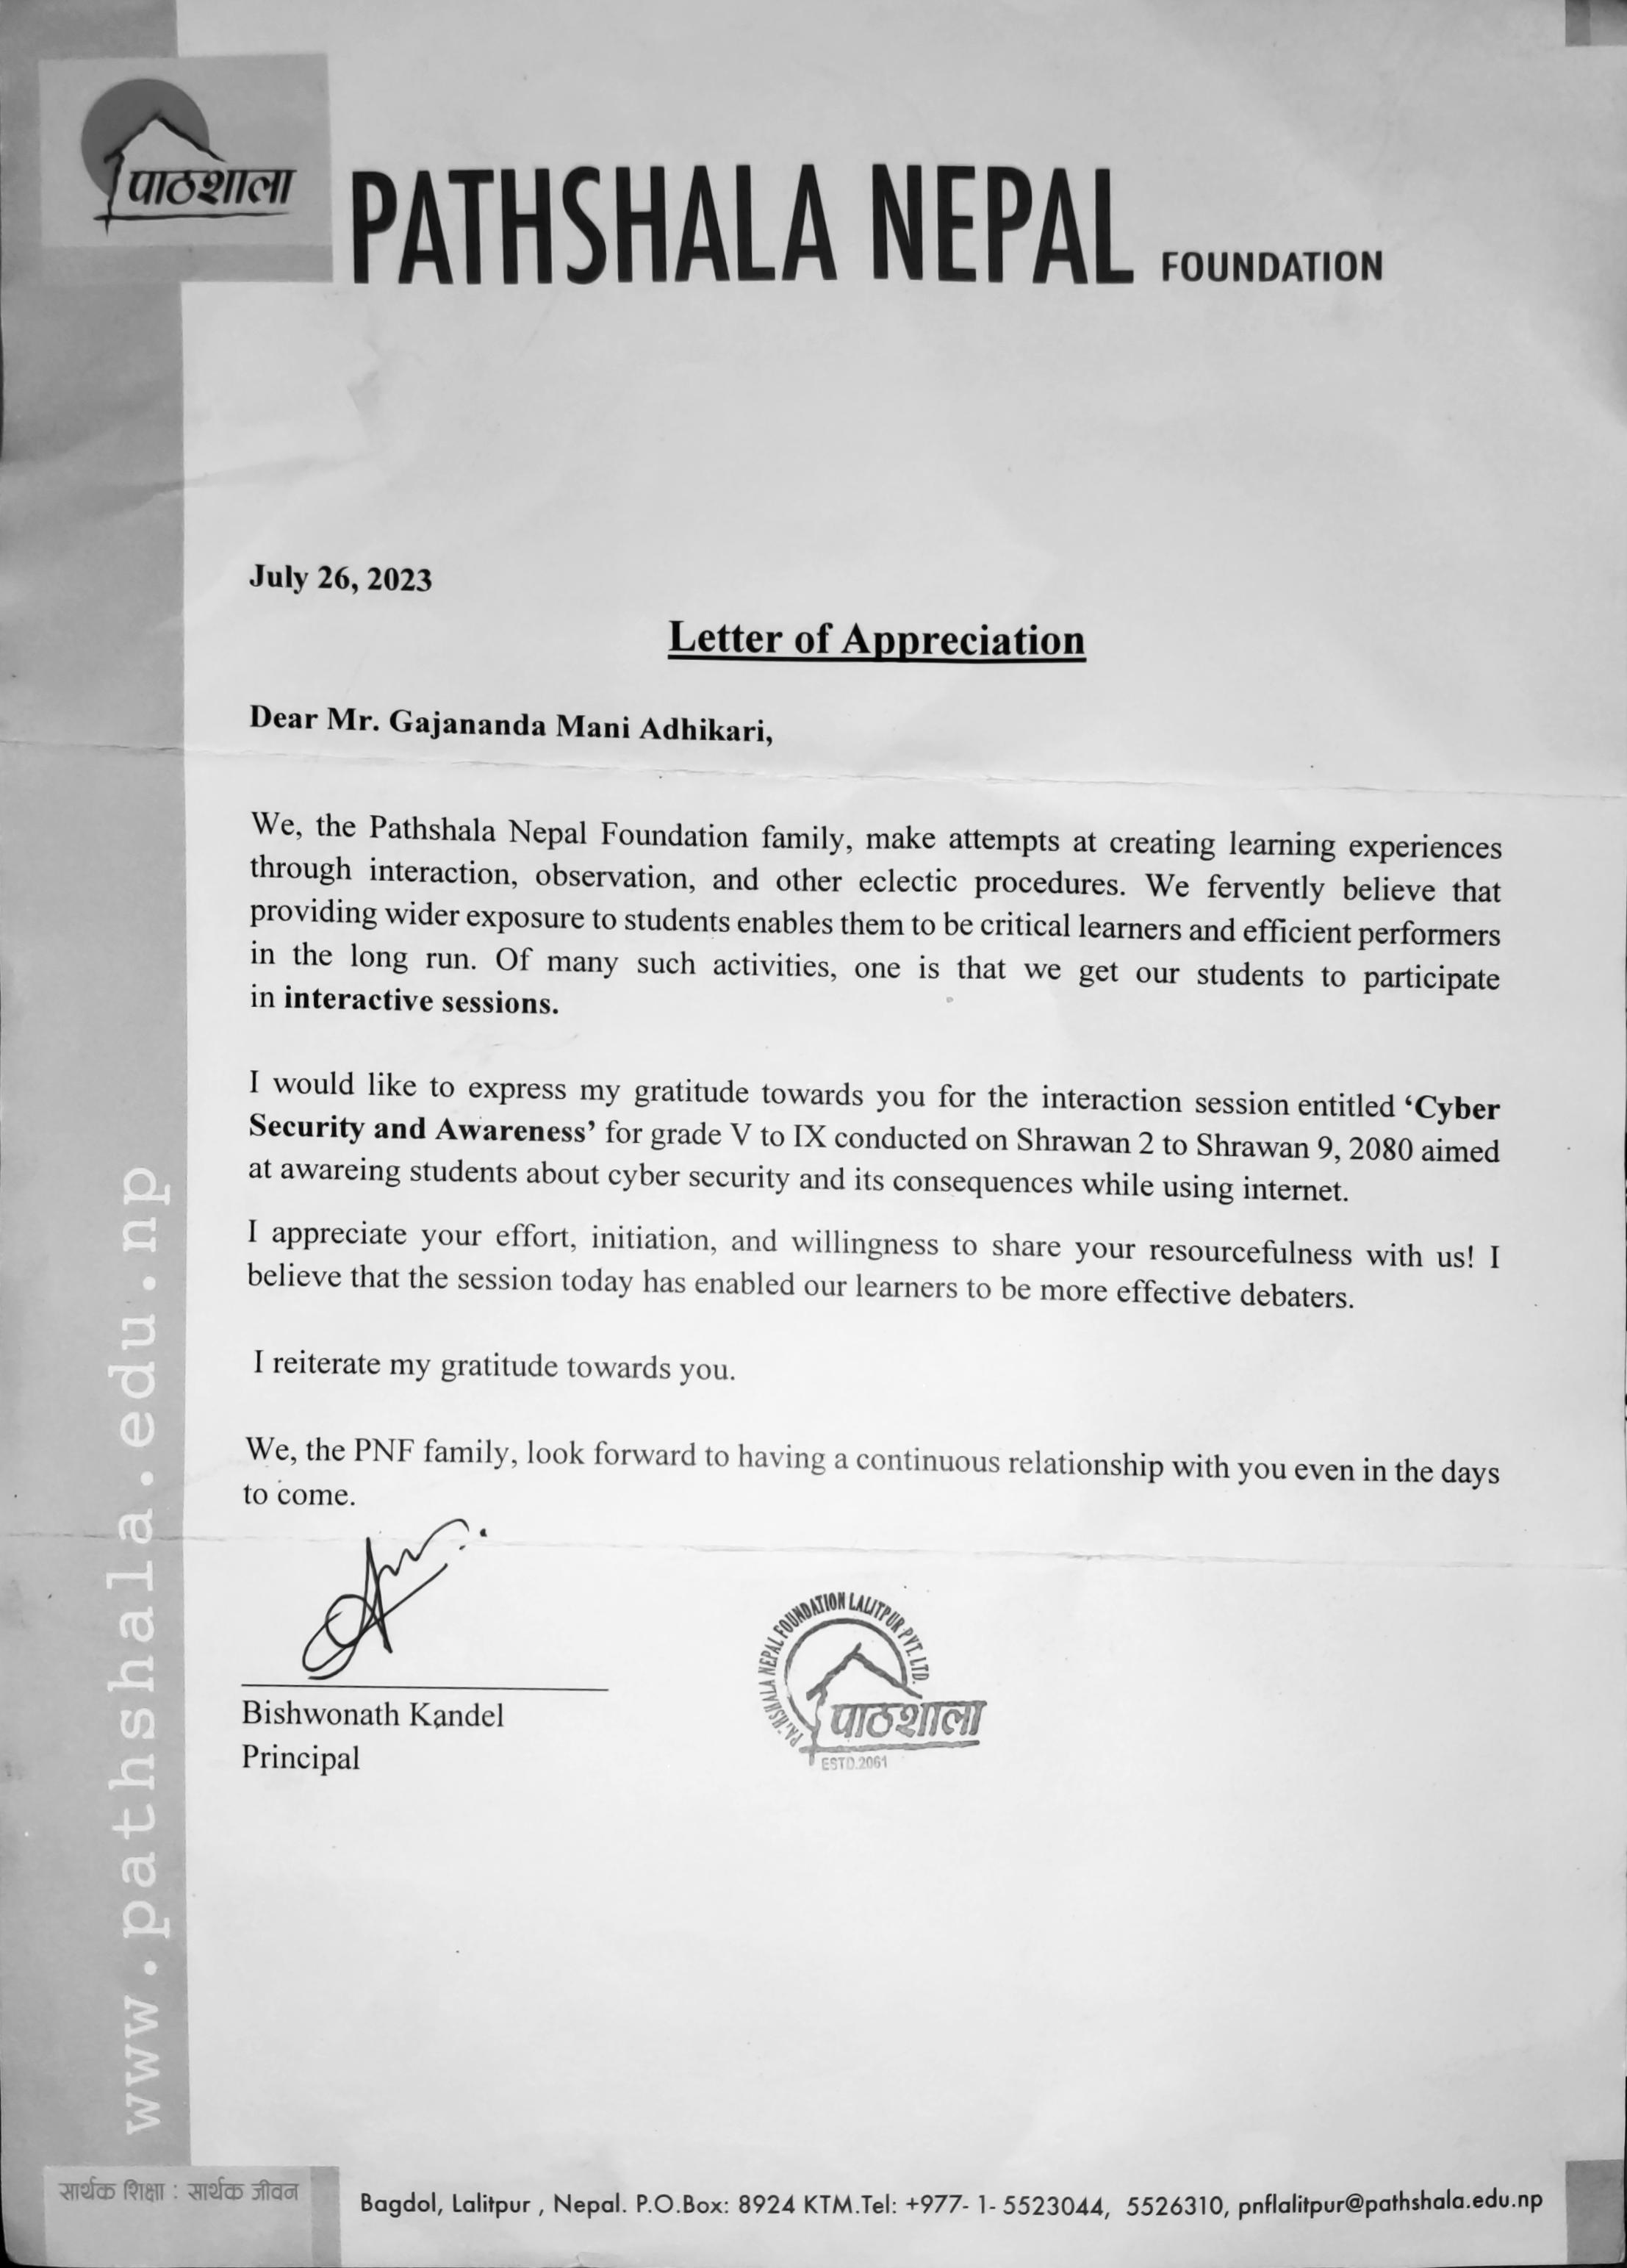 पाठशाला
PATHSHALA NEPAL FOUNDATION
July 26, 2023
Letter of Appreciation
Dear Mr. Gajananda Mani Adhikari,
We, the Pathshala Nepal Foundation family, make attempts at creating learning experiences
through interaction, observation, and other eclectic procedures. We fervently believe that
providing wider exposure to students enables them to be critical learners and efficient performers
in the long run. Of many such activities, one is that we get our students to participate
in interactive sessions.
I would like to express my gratitude towards you for the interaction session entitled ‘Cyber
Security and Awareness’ for grade V to IX conducted on Shrawan 2 to Shrawan 9, 2080 aimed
at awareing students about cyber security and its consequences while using internet.
I appreciate your effort, initiation, and willingness to share your resourcefulness with us! I
believe that the session today has enabled our learners to be more effective debaters.
I reiterate my gratitude towards you.
We, the PNF family, look forward to having a continuous relationship with you even in the days
to come.
Bishwonath Kandel
Principal
PATHSHALA NEPAL FOUNDATION LALITPUR PVT. LTD.
पाठशाला
ESTD.2061
www.pathshala.edu.np
सार्थक शिक्षा : सार्थक जीवन
Bagdol, Lalitpur , Nepal. P.O.Box: 8924 KTM.Tel: +977- 1- 5523044, 5526310, pnflalitpur@pathshala.edu.np